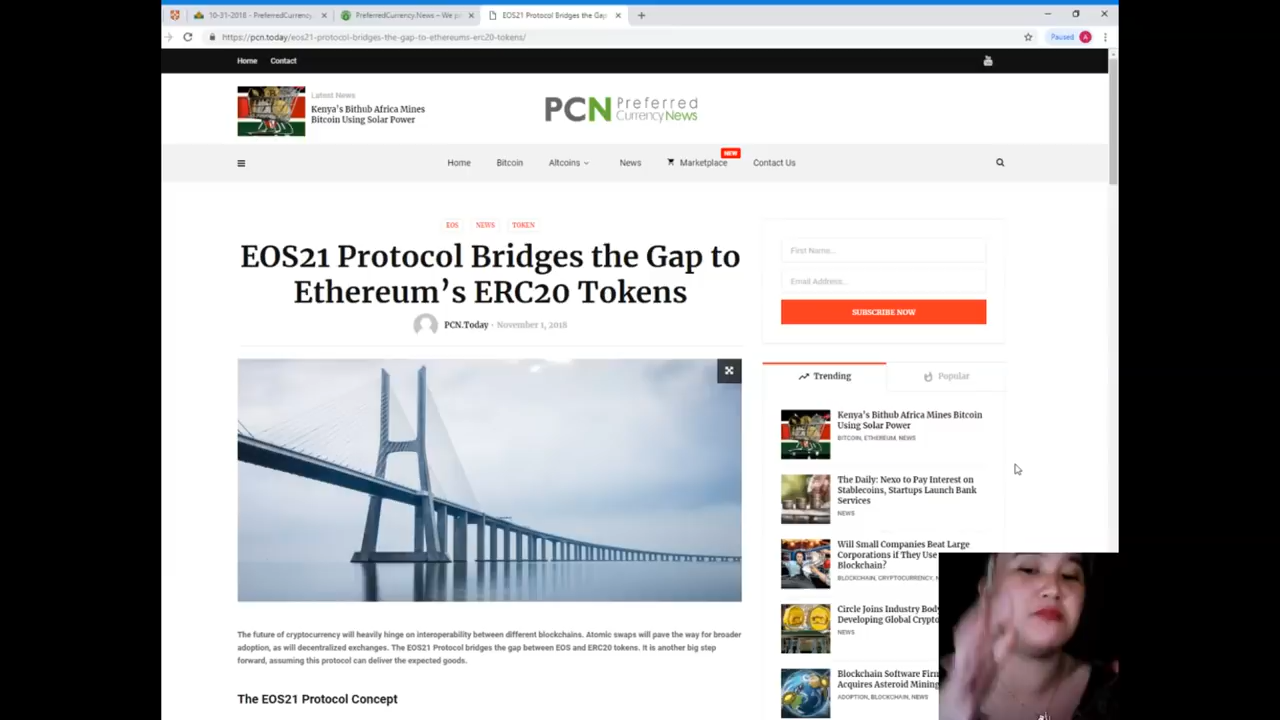 10-31-2018 - PreferredCurrency.
PreferredCurrency.News – We p
EOS21 Protocol Bridges the Gap
https://pcn.today/eos21-protocol-bridges-the-gap-to-ethereums-erc20-tokens/
Paused
A
Home
Contact
Latest News
Kenya's Bithub Africa Mines
Bitcoin Using Solar Power
PCN Preferred
Currency News
NEW
Home
Bitcoin
Altcoins
News
Marketplace
Contact Us
EOS
NEWS
TOKEN
EOS21 Protocol Bridges the Gap to
Ethereum's ERC20 Tokens
PCN.Today - November 1, 2018
The future of cryptocurrency will heavily hinge on interoperability between different blockchains. Atomic swaps will pave the way for broader
adoption, as will decentralized exchanges. The EOS21 Protocol bridges the gap between EOS and ERC20 tokens. It is another big step
forward, assuming this protocol can deliver the expected goods.
The EOS21 Protocol Concept
First Name...
Email Address...
SUBSCRIBE NOW
Trending
Popular
Kenya's Bithub Africa Mines Bitcoin
Using Solar Power
BITCOIN, ETHEREUM, NEWS
The Daily: Nexo to Pay Interest on
Stablecoins, Startups Launch Bank
Services
NEWS
Will Small Companies Beat Large
Corporations if They Use
Blockchain?
BLOCKCHAIN, CRYPTOCURRENCY, N
Circle Joins Industry Body
Developing Global Crypto
NEWS
Blockchain Software Firm
Acquires Asteroid Mining
ADOPTION, BLOCKCHAIN, NEWS